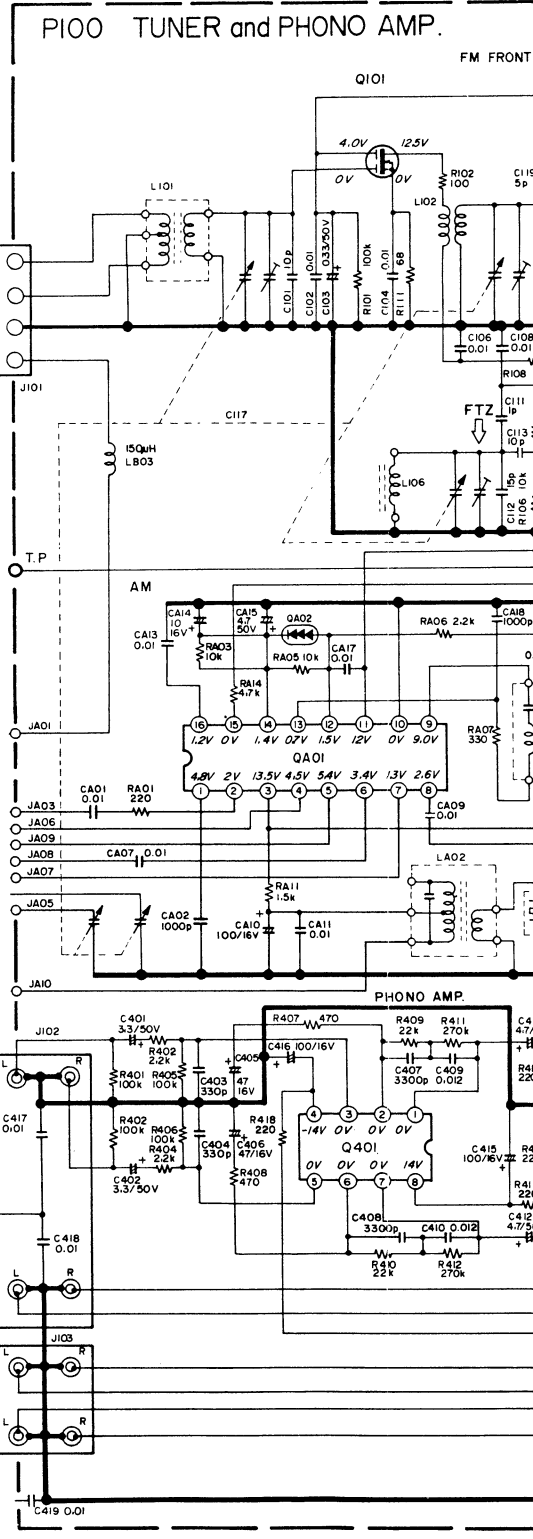 P100 TUNER and PHONO AMP.
FM FRONT
Q101
4.0V 12.5V
0V 0V
R102
100
C119
5p
L101
L102
C101 10p
C102 0.01
C103 0.33/50V
R101 100k
C104 0.01
R111 68
J101
C106
0.01
C108
0.01
R108
C111
1p
C117
FTZ
C113
10p
150μH
LB03
L106
C112 15p
R106 10k
T.P
AM
CA14
10
16V
CA15
4.7
50V
QA02
CA18
1000p
CA13
0.01
RA03
10k
RA05 10k
CA17
0.01
RA06 2.2k
RA14
4.7k
16 15 14 13 12 11 10 9
1.2V 0V 1.4V 0.7V 1.5V 12V 0V 9.0V
QA01
4.8V 2V 13.5V 4.5V 5.4V 3.4V 1.3V 2.6V
1 2 3 4 5 6 7 8
RA07
330
JA01
CA01
0.01
RA01
220
JA03
JA06
JA09
JA08
CA07 0.01
JA07
JA05
CA09
0.01
LA02
RA11
1.5k
CA02
1000p
CA10
100/16V
CA11
0.01
JA10
PHONO AMP.
J102
L R
C401
3.3/50V
R402
2.2k
R401
100k
R405
100k
C403
330p
C405
47
16V
R407 470
C416 100/16V
R409
22k
R411
270k
C407
3300p
C409
0.012
C417
0.01
R402
100k
R406
100k
R404
2.2k
C402
3.3/50V
C404
330p
C406
47/16V
R408
470
R418
220
4 3 2 1
-14V 0V 0V 0V
Q401
0V 0V 0V 14V
5 6 7 8
C415
100/16V
C412
C408
3300p
C410 0.012
R410
22k
R412
270k
C418
0.01
L R
J103
L R
L R
C419 0.01